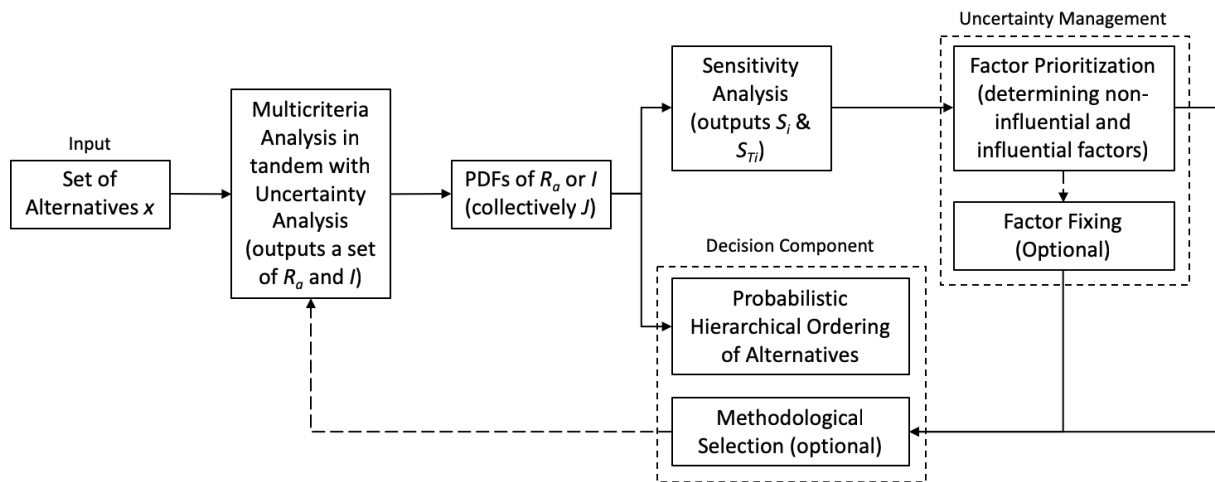 Input
Set of
Alternatives x
Multicriteria
Analysis in
tandem with
Uncertainty
Analysis
(outputs a set
of Ra and I)
PDFs of Ra or I
(collectively J)
Sensitivity
Analysis
(outputs Si &
STi)
Uncertainty Management
Factor Prioritization
(determining non-
influential and
influential factors)
Factor Fixing
(Optional)
Decision Component
Probabilistic
Hierarchical Ordering
of Alternatives
Methodological
Selection (optional)